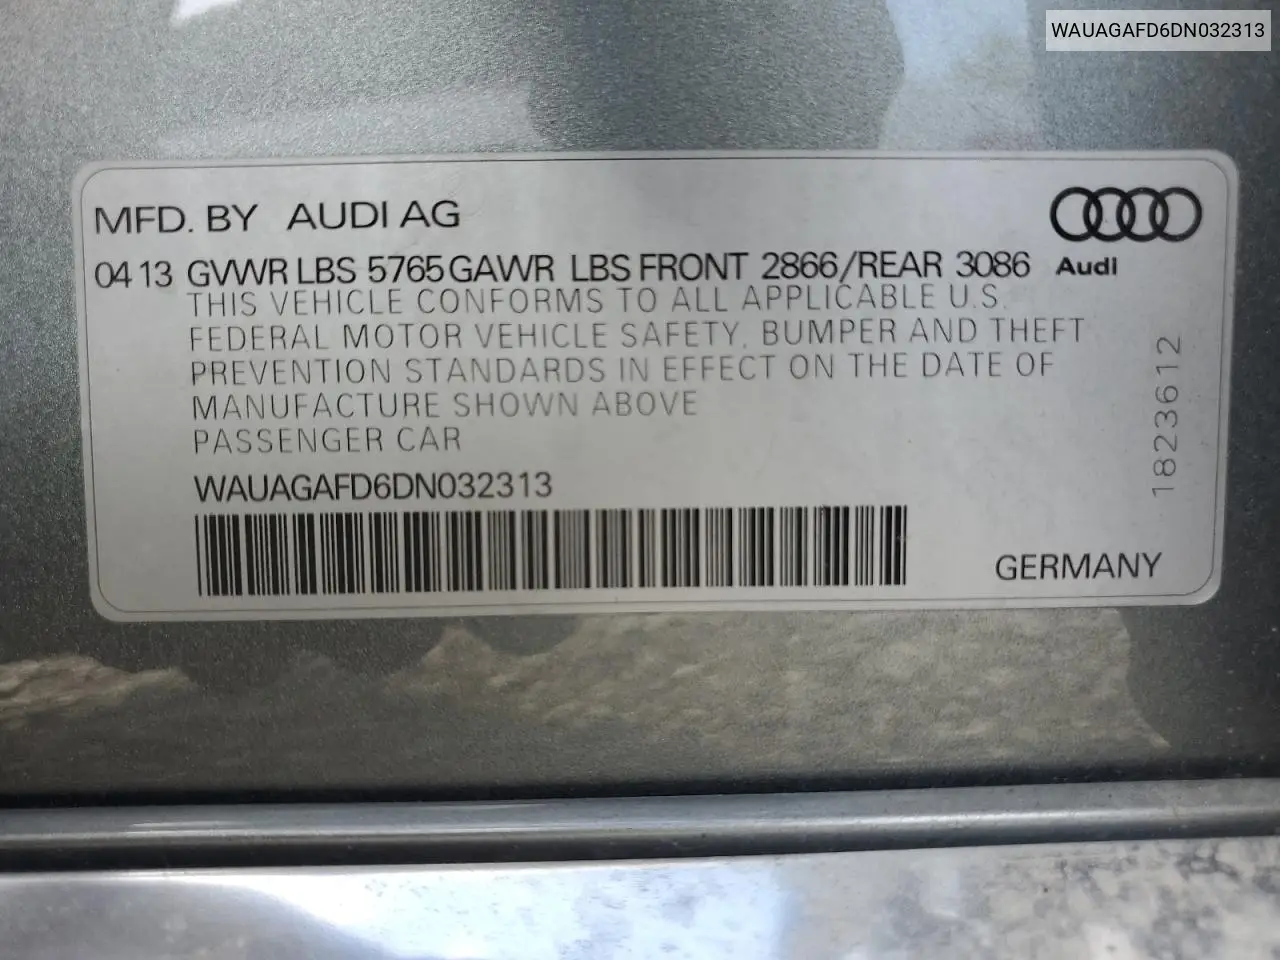 WAUAGAFD6DN032313
MFD. BY AUDI AG
04 13 GVWR LBS 5765 GAWR LBS FRONT 2866/REAR 3086 Audi
THIS VEHICLE CONFORMS TO ALL APPLICABLE U.S.
FEDERAL MOTOR VEHICLE SAFETY, BUMPER AND THEFT
PREVENTION STANDARDS IN EFFECT ON THE DATE OF
MANUFACTURE SHOWN ABOVE
PASSENGER CAR
WAUAGAFD6DN032313
GERMANY
1823612